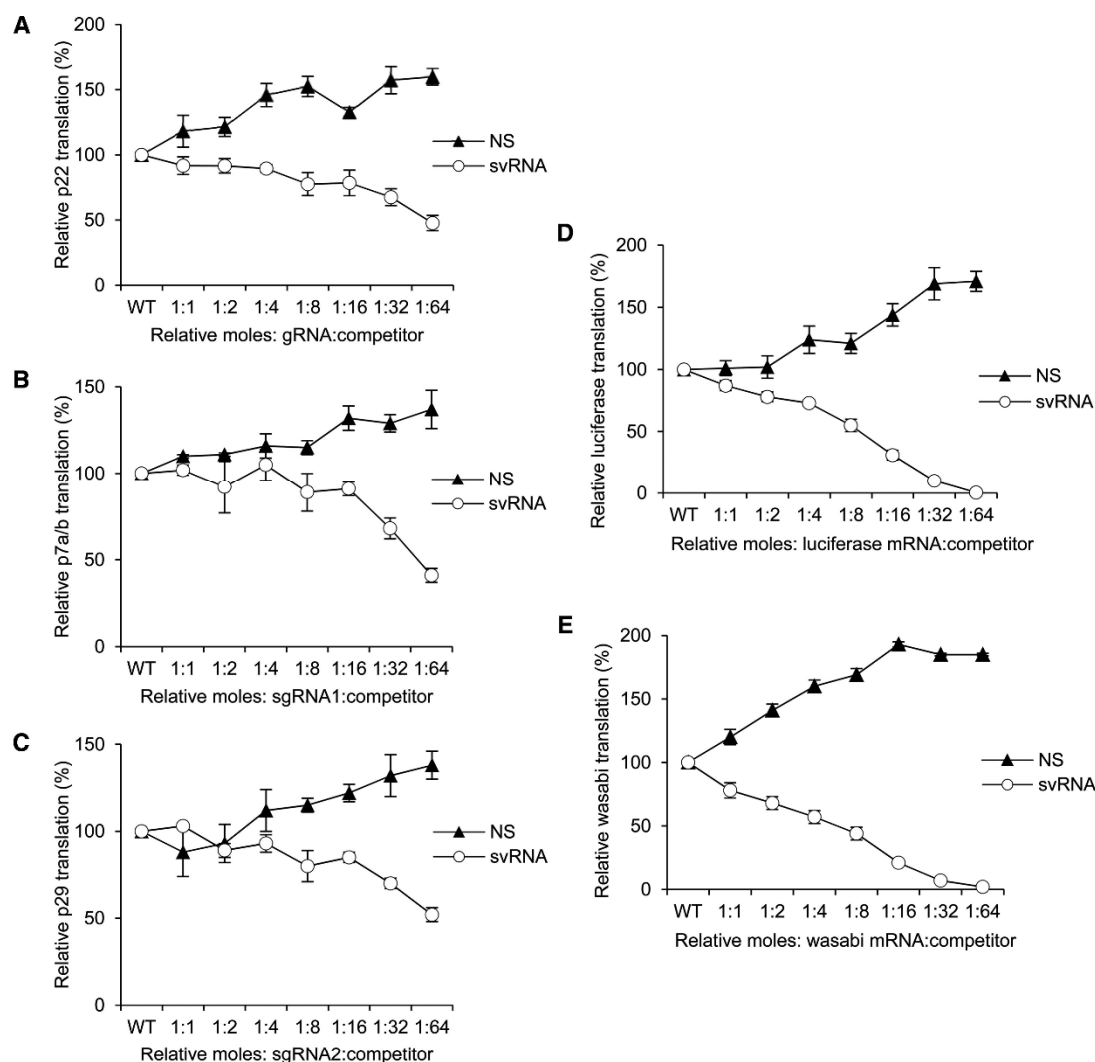 A
200
150
100
50
0
Relative p22 translation (%)
NS
svRNA
WT 1:1 1:2 1:4 1:8 1:16 1:32 1:64
Relative moles: gRNA:competitor
B
150
100
50
0
Relative p7a/b translation (%)
NS
svRNA
WT 1:1 1:2 1:4 1:8 1:16 1:32 1:64
Relative moles: sgRNA1:competitor
C
150
100
50
0
Relative p29 translation (%)
NS
svRNA
WT 1:1 1:2 1:4 1:8 1:16 1:32 1:64
Relative moles: sgRNA2:competitor
D
200
150
100
50
0
Relative luciferase translation (%)
NS
svRNA
WT 1:1 1:2 1:4 1:8 1:16 1:32 1:64
Relative moles: luciferase mRNA:competitor
E
200
150
100
50
0
Relative wasabi translation (%)
NS
svRNA
WT 1:1 1:2 1:4 1:8 1:16 1:32 1:64
Relative moles: wasabi mRNA:competitor